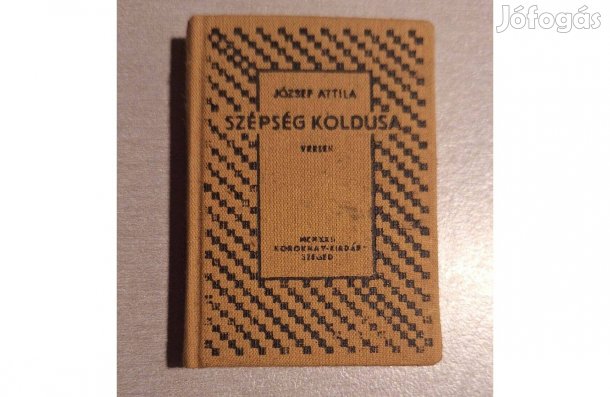 Jófogás
JÓZSEF ATTILA
SZÉPSÉG KOLDUSA
VERSEK
MCMXXII
KOROKNAY-KIADÁS
SZEGED